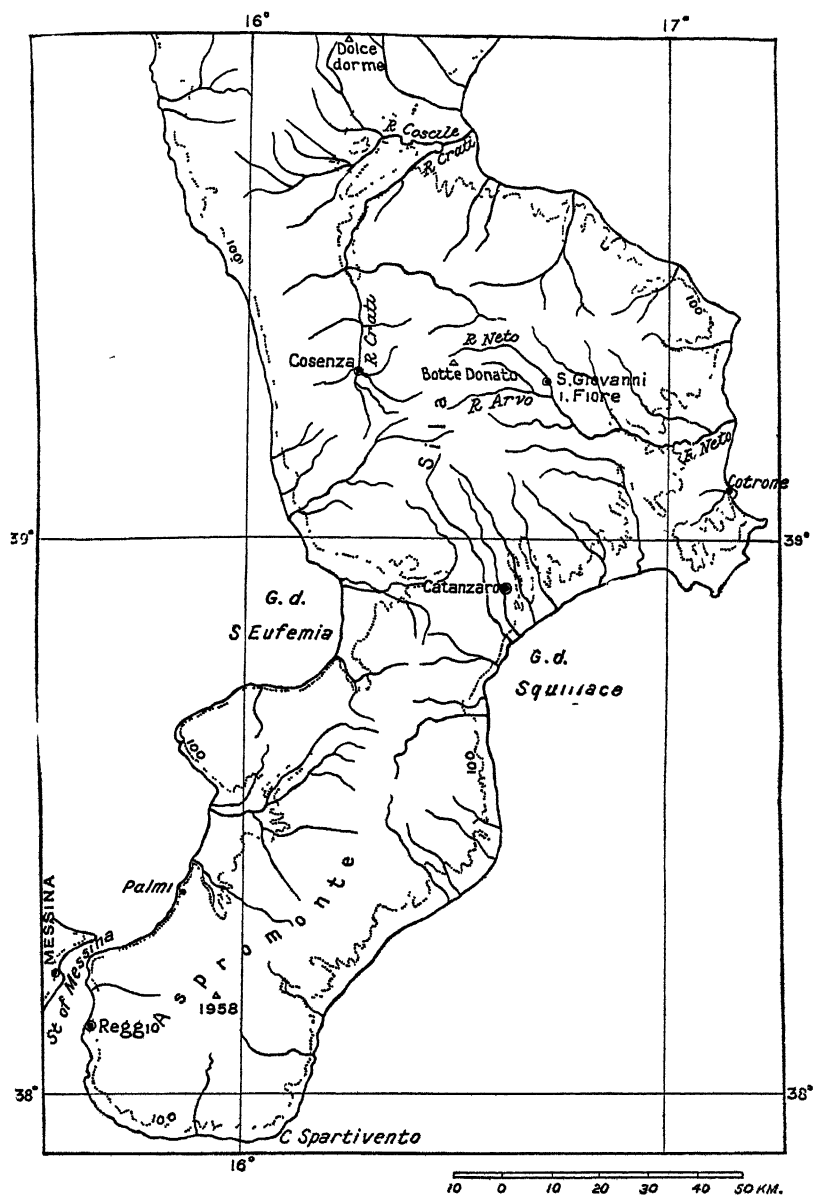 16°
17°
Dolce
dorme
R Coscile
R Crati
100
100
R Crati
R Neto
Cosenza
Botte Donato
S. Giovanni
i. Fiore
R Arvo
Sila
R. Neto
Cotrone
39°
39°
Catanzaro
G. d.
S Eufemia
G. d.
Squillace
100
100
Palmi
Aspromonte
MESSINA
St of Messina
1958
Reggio
38°
38°
100
C Spartivento
16°
10 0 10 20 30 40 50 KM.